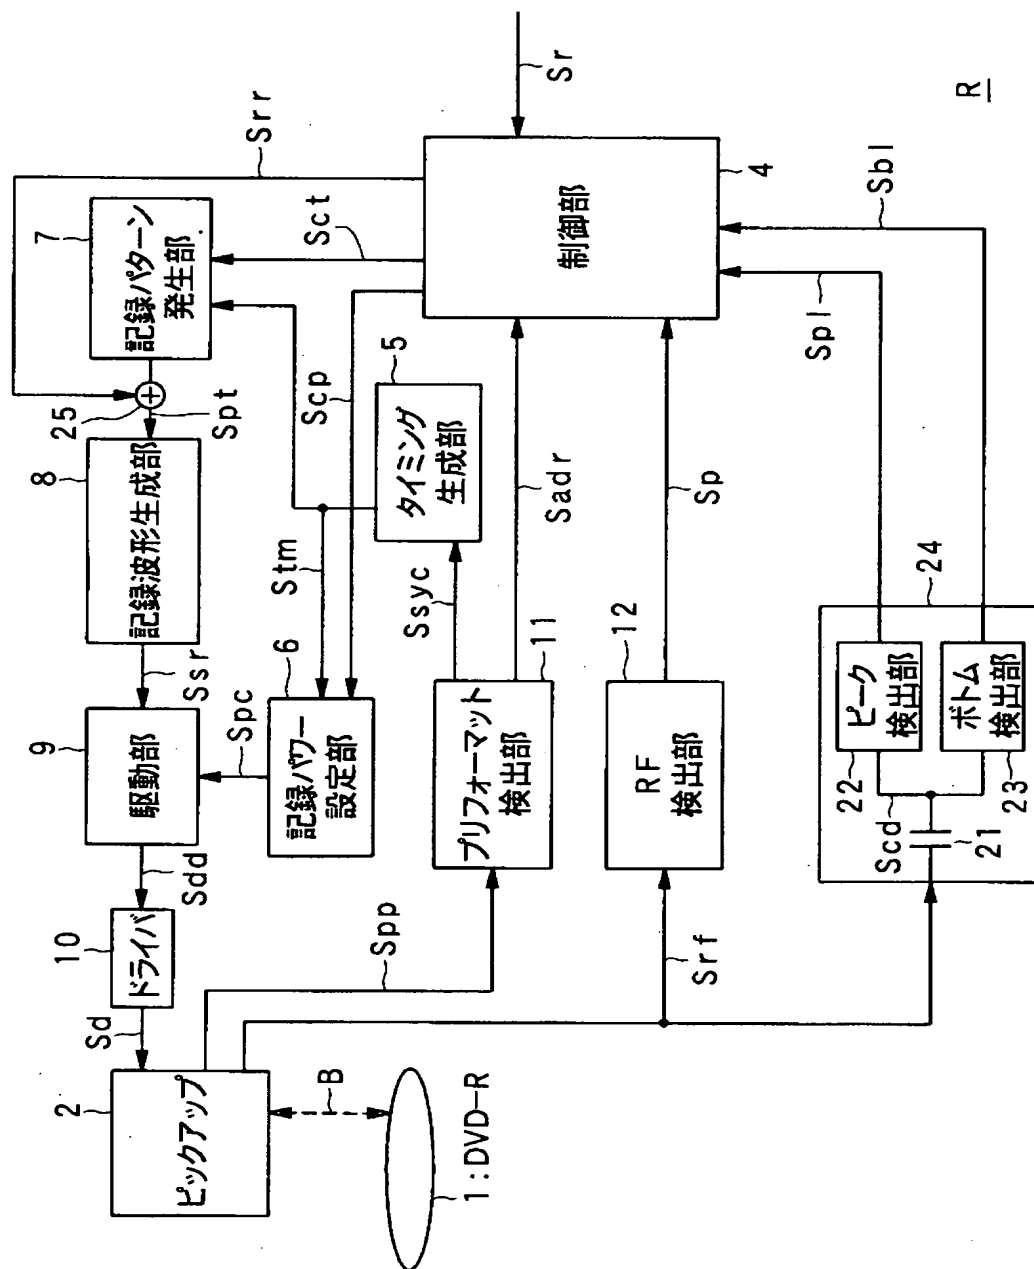 1:DVD-R
B
2
ピックアップ
Sd
10
ドライバ
Sdd
9
駆動部
Ssr
8
記録波形生成部
25
Spt
7
記録パターン
発生部
Srr
Spc
6
記録パワー
設定部
Stm
Scp
Sct
5
タイミング
生成部
Ssyc
Spp
プリフォーマット
検出部
11
Sadr
制御部
4
Sr
R
Srf
RF
検出部
12
Sp
Scd
21
22
ピーク
検出部
23
ボトム
検出部
24
Spl
Sbl